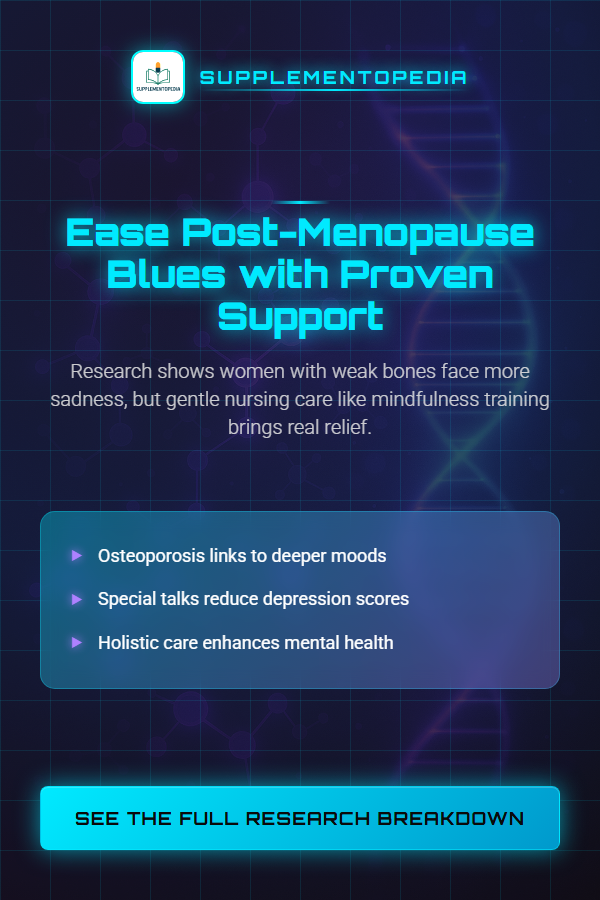 SUPPLEMENTOPEDIA
SUPPLEMENTOPEDIA
Ease Post-Menopause
Blues with Proven
Support
Research shows women with weak bones face more
sadness, but gentle nursing care like mindfulness training
brings real relief.
Osteoporosis links to deeper moods
Special talks reduce depression scores
Holistic care enhances mental health
SEE THE FULL RESEARCH BREAKDOWN